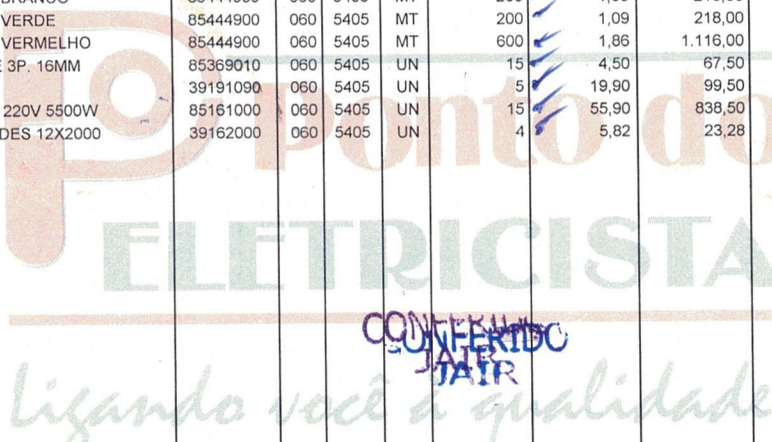 VERDE 85444900 060 5405 MT 200 1,09 218,00
VERMELHO 85444900 060 5405 MT 600 1,86 1.116,00
3P. 16MM 85369010 060 5405 UN 15 4,50 67,50
39191090 060 5405 UN 5 19,90 99,50
220V 5500W 85161000 060 5405 UN 15 55,90 838,50
DES 12X2000 39162000 060 5405 UN 4 5,82 23,28
Ponto do
ELETRICISTA
CONFERIDO
JAIR
CONFERIDO
JAIR
Ligando você a qualidade